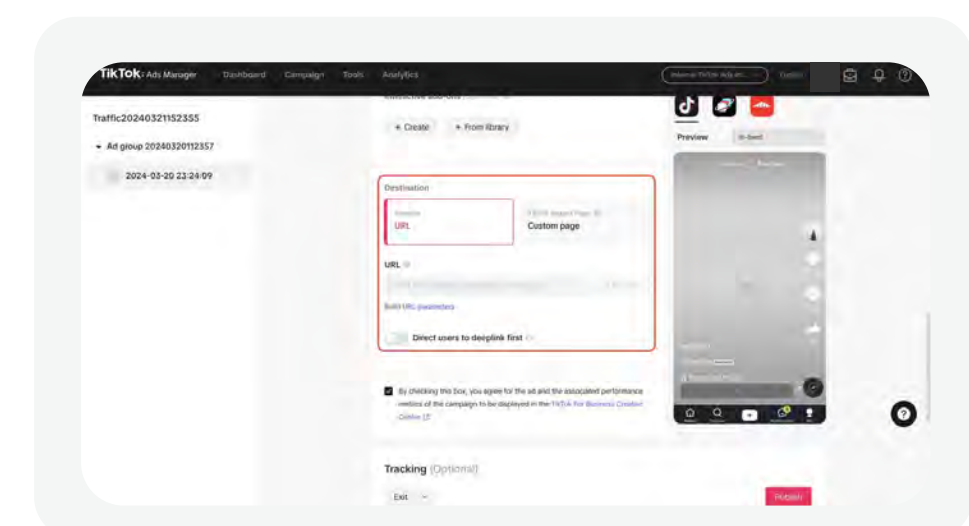 TikTok: Ads Manager Dashboard Campaign Tools Analytics
Traffic20240321152355
Ad group 20240320112357
2024-03-20 23:24:09
+ Create + From library
Preview In-feed
Destination
URL Custom page
URL
Build URL parameters
Direct users to deeplink first
By checking this box, you agree for the ad and the associated performance
metrics of the campaign to be displayed in the TikTok For Business Creative
Center
Tracking (Optional)
Exit Publish